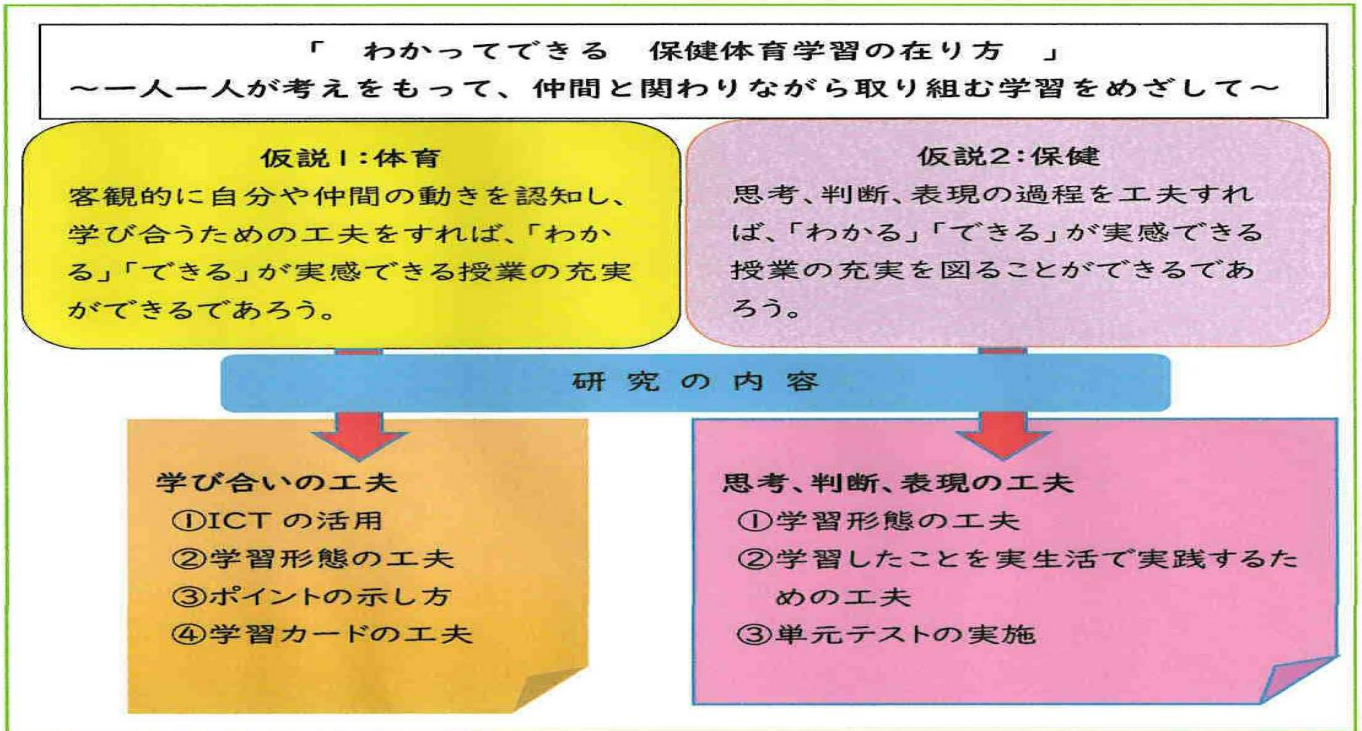 「　わかってできる　保健体育学習の在り方　」
～一人一人が考えをもって、仲間と関わりながら取り組む学習をめざして～
仮説1:体育
客観的に自分や仲間の動きを認知し、
学び合うための工夫をすれば、「わか
る」「できる」が実感できる授業の充実
ができるであろう。
仮説2:保健
思考、判断、表現の過程を工夫すれ
ば、「わかる」「できる」が実感できる
授業の充実を図ることができるであ
ろう。
研 究 の 内 容
学び合いの工夫
①ICT の活用
②学習形態の工夫
③ポイントの示し方
④学習カードの工夫
思考、判断、表現の工夫
①学習形態の工夫
②学習したことを実生活で実践するた
めの工夫
③単元テストの実施